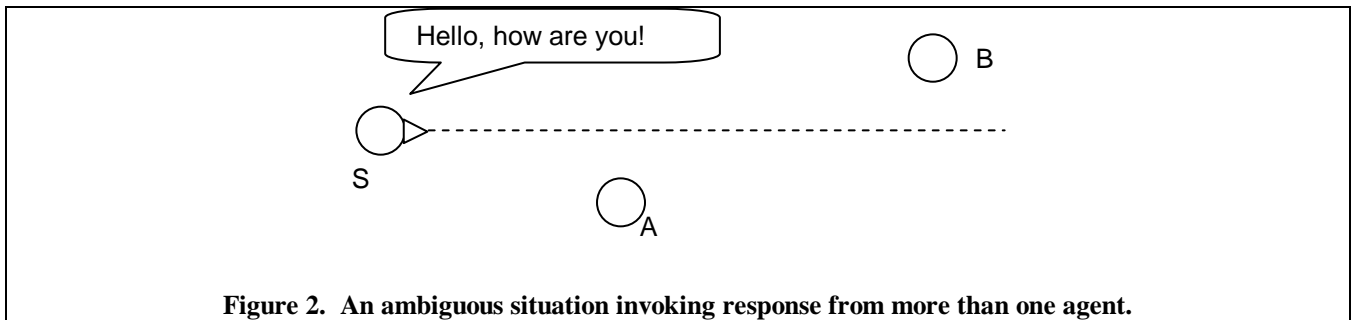 Hello, how are you!
B
S
A
Figure 2.  An ambiguous situation invoking response from more than one agent.